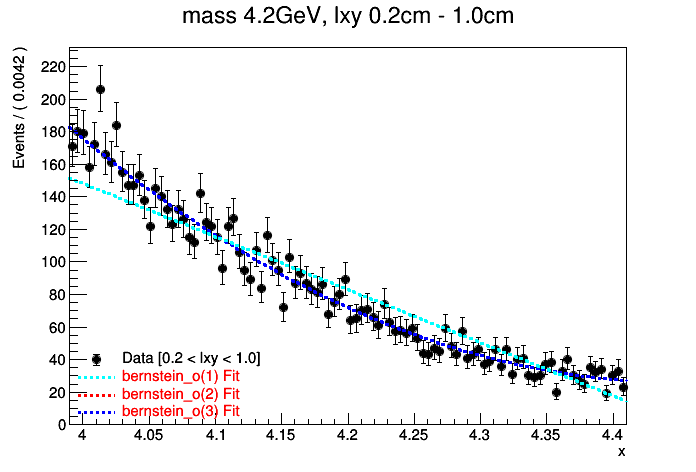 mass 4.2GeV, lxy 0.2cm - 1.0cm
Events / ( 0.0042 )
220
200
180
160
140
120
100
80
60
40
20
0
Data [0.2 < lxy < 1.0]
bernstein_o(1) Fit
bernstein_o(2) Fit
bernstein_o(3) Fit
4 4.05 4.1 4.15 4.2 4.25 4.3 4.35 4.4
x